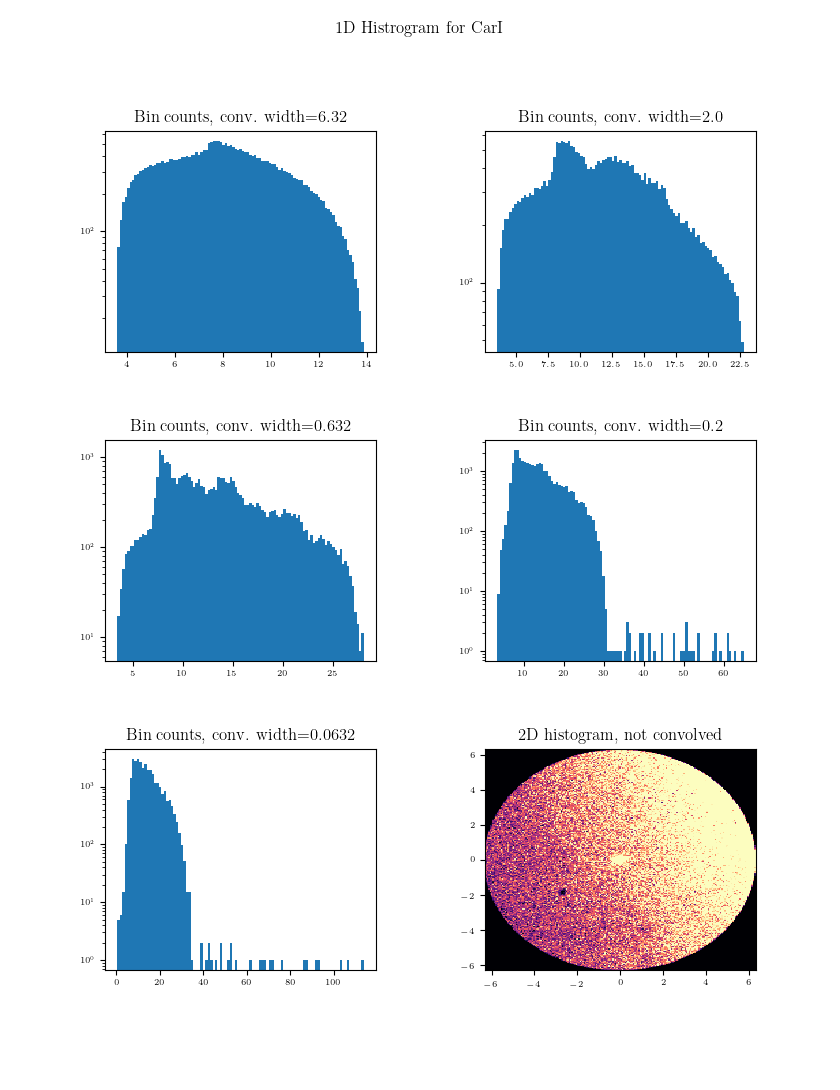 1D Histrogram for CarI
Bin counts, conv. width=6.32
10²
4 6 8 10 12 14
Bin counts, conv. width=2.0
10²
5.0 7.5 10.0 12.5 15.0 17.5 20.0 22.5
Bin counts, conv. width=0.632
10³
10²
10¹
5 10 15 20 25
Bin counts, conv. width=0.2
10³
10²
10¹
10⁰
10 20 30 40 50 60
Bin counts, conv. width=0.0632
10³
10²
10¹
10⁰
0 20 40 60 80 100
2D histogram, not convolved
6
4
2
0
−2
−4
−6
−6 −4 −2 0 2 4 6